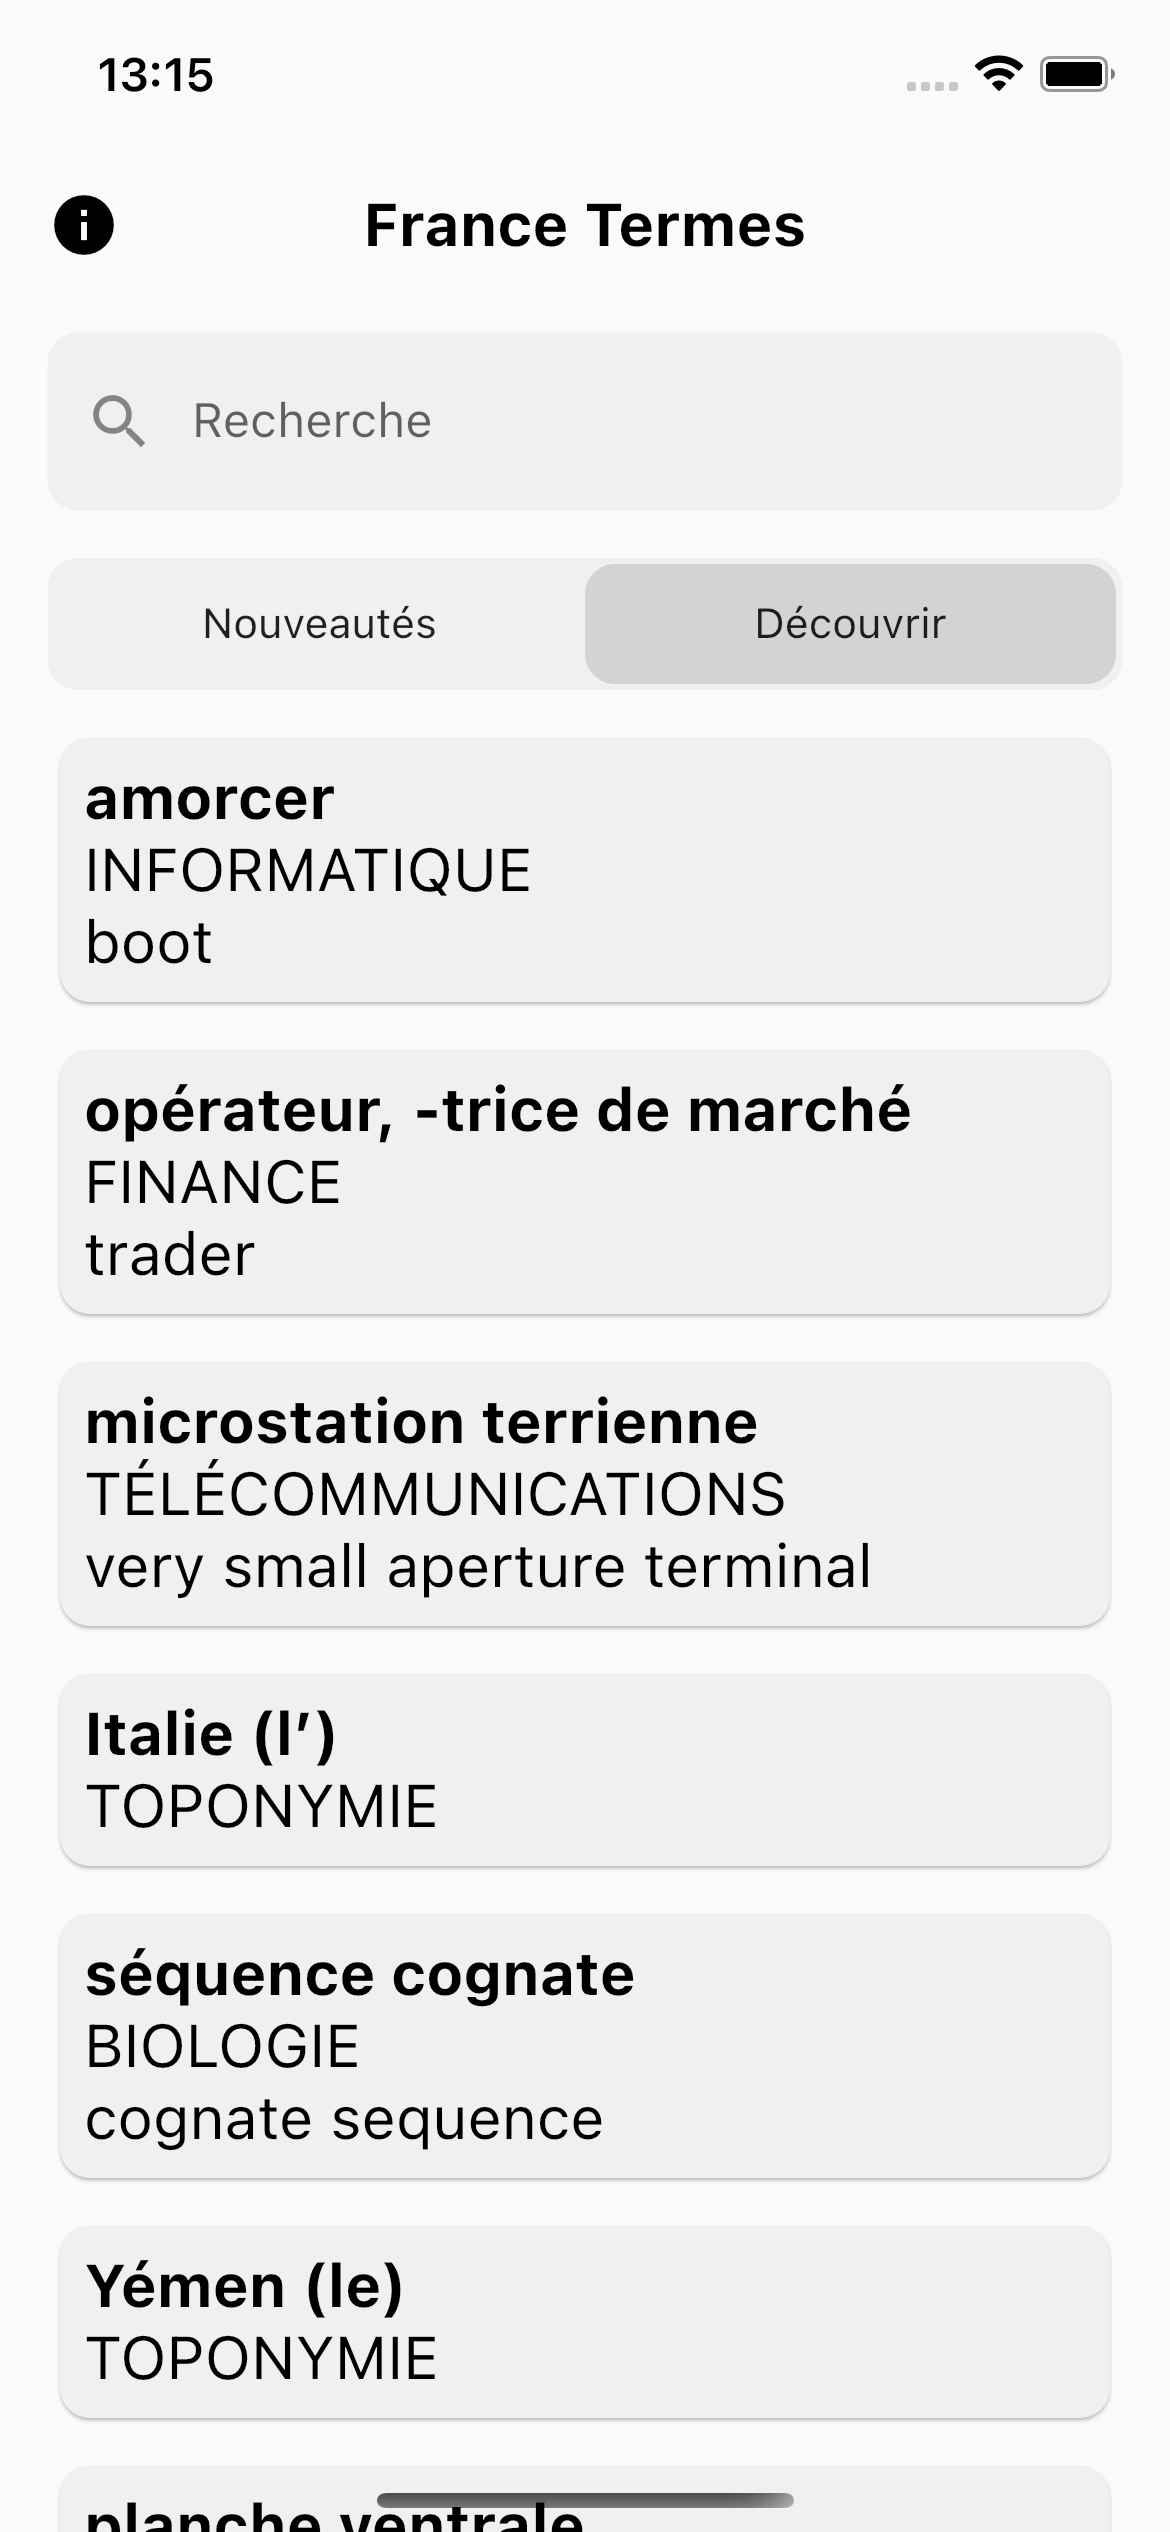 13:15
France Termes
Recherche
Nouveautés
Découvrir
amorcer
INFORMATIQUE
boot
opérateur, -trice de marché
FINANCE
trader
microstation terrienne
TÉLÉCOMMUNICATIONS
very small aperture terminal
Italie (l’)
TOPONYMIE
séquence cognate
BIOLOGIE
cognate sequence
Yémen (le)
TOPONYMIE
planche ventrale